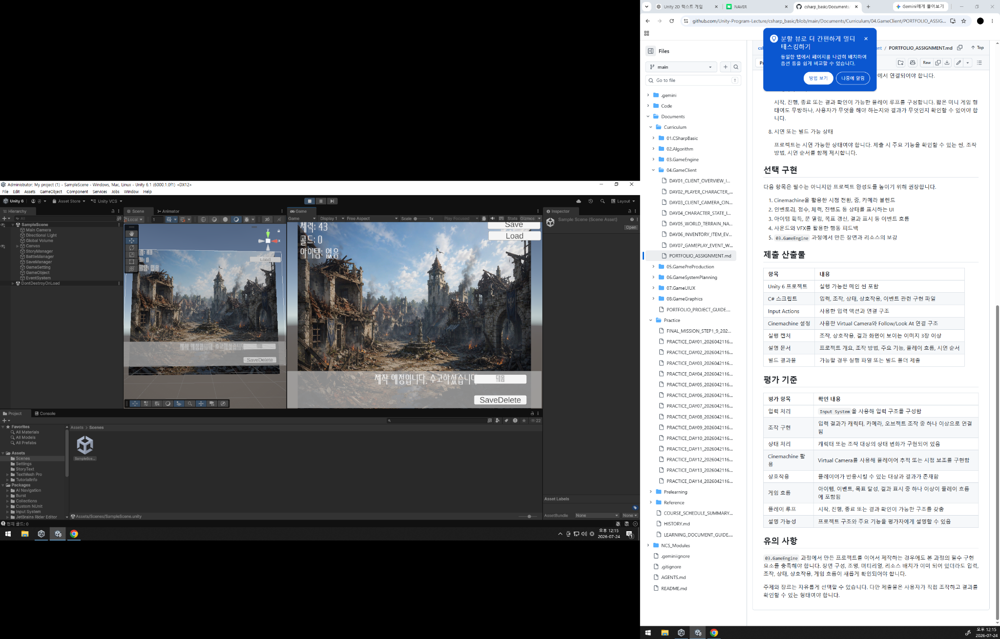 Administrator: My project (1) - SampleScene - Windows, Mac, Linux - Unity 6.1 (6000.1.0f1) <DX12>
File Edit Assets GameObject Component Services Jobs Window Help
Unity 6 Asset Store Unity VCS Layout
Hierarchy
All
SampleScene
Main Camera
Directional Light
Global Volume
Canvas
StoryManager
BattleManager
SaveManager
GameSetting
GameObject
EventSystem
DontDestroyOnLoad
Scene Animator
Local 1 2D
Load
SaveDelete
Game
Game Display 1 Free Aspect Scale 1x Play Focused Stats Gizmos
체력: 43
골드: 0
아이템: 없음
Save
Load
제작 예정입니다. 수고하셨습니다
다음
SaveDelete
Inspector
Sample Scene (Scene Asset)
Open
Asset Labels
AssetBundle None None
Project Console
22
Favorites
All Materials
All Models
All Prefabs
Assets
Scenes
Settings
StoryText
TextMesh Pro
TutorialInfo
Packages
AI Navigation
Burst
Collections
Custom NUnit
Input System
JetBrains Rider Editor
Assets > Scenes
SampleSce...
Assets/Scenes/SampleScene.unity
현재 골드: 0
오후 12:15
2026-07-24
1
Unity 2D 텍스트 게임
NAVER
csharp_basic/Documents
Gemini에게 물어보기
github.com/Unity-Program-Lecture/csharp_basic/blob/main/Documents/Curriculum/04.GameClient/PORTFOLIO_ASSIG...
분할 뷰로 더 간편하게 멀티
태스킹하기
동일한 탭에서 페이지를 나란히 배치하여
옵션 등을 쉽게 비교할 수 있습니다.
방법 보기
나중에 알림
Files
main
Go to file
T
.gemini
Code
Documents
Curriculum
01.CSharpBasic
02.Algorithm
03.GameEngine
04.GameClient
DAY01_CLIENT_OVERVIEW_I...
DAY02_PLAYER_CHARACTER_...
DAY03_CLIENT_CAMERA_CIN...
DAY04_CHARACTER_STATE_I...
DAY05_WORLD_TERRAIN_NA...
DAY06_INVENTORY_ITEM_EV...
DAY07_GAMEPLAY_EVENT_W...
PORTFOLIO_ASSIGNMENT.md
05.GamePreProduction
06.GameSystemPlanning
07.GameUIUX
08.GameGraphics
PORTFOLIO_PROJECT_GUIDE....
Practice
FINAL_MISSION_STEP1_9_202...
PRACTICE_DAY01_2026042116...
PRACTICE_DAY02_2026042116...
PRACTICE_DAY03_2026042116...
PRACTICE_DAY04_2026042116...
PRACTICE_DAY05_2026042116...
PRACTICE_DAY06_2026042116...
PRACTICE_DAY07_2026042116...
PRACTICE_DAY08_2026042116...
PRACTICE_DAY09_2026042116...
PRACTICE_DAY10_2026042116...
PRACTICE_DAY11_2026042116...
PRACTICE_DAY12_2026042116...
PRACTICE_DAY13_2026042116...
PRACTICE_DAY14_2026042116...
Prelearning
Reference
COURSE_SCHEDULE_SUMMARY...
HISTORY.md
LEARNING_DOCUMENT_GUIDE....
NCS_Modules
.geminiignore
.gitignore
AGENTS.md
README.md
/ PORTFOLIO_ASSIGNMENT.md
Top
Raw
에서 연결되어야 합니다.
시작, 진행, 종료 또는 결과 확인이 가능한 플레이 루프를 구성합니다. 짧은 미니 게임 형
태여도 무방하나, 사용자가 무엇을 해야 하는지와 결과가 무엇인지 확인할 수 있어야 합
니다.
8. 시연 또는 빌드 가능 상태
프로젝트는 시연 가능한 상태여야 합니다. 제출 시 주요 기능을 확인할 수 있는 씬, 조작
방법, 시연 순서를 함께 제시합니다.
선택 구현
다음 항목은 필수는 아니지만 프로젝트 완성도를 높이기 위해 권장합니다.
1. Cinemachine을 활용한 시점 전환, 줌, 카메라 블렌드
2. 인벤토리, 점수, 체력, 진행도 등 상태를 표시하는 UI
3. 아이템 획득, 문 열림, 목표 갱신, 결과 표시 등 이벤트 흐름
4. 사운드와 VFX를 활용한 행동 피드백
5. 03.GameEngine 과정에서 만든 장면과 리소스의 보강
제출 산출물
항목 내용
Unity 6 프로젝트 실행 가능한 메인 씬 포함
C# 스크립트 입력, 조작, 상태, 상호작용, 이벤트 관련 구현 파일
Input Actions 사용한 입력 액션과 연결 구조
Cinemachine 설정 사용한 Virtual Camera와 Follow/Look At 연결 구조
실행 캡처 조작, 상호작용, 결과 화면이 보이는 이미지 3장 이상
설명 문서 프로젝트 개요, 조작 방법, 주요 기능, 플레이 흐름, 시연 순서
빌드 결과물 가능할 경우 실행 파일 또는 빌드 폴더 제출
평가 기준
평가 항목 확인 내용
입력 처리 Input System 을 사용해 입력 구조를 구성함
조작 구현 입력 결과가 캐릭터, 카메라, 오브젝트 조작 중 하나 이상으로 연결
됨
상태 처리 캐릭터 또는 조작 대상의 상태 변화가 구현되어 있음
Cinemachine 활
용 Virtual Camera를 사용해 플레이어 추적 또는 시점 보조를 구현함
상호작용 플레이어가 반응시킬 수 있는 대상과 결과가 존재함
게임 흐름 아이템, 이벤트, 목표 달성, 결과 표시 중 하나 이상이 플레이 흐름
에 포함됨
플레이 루프 시작, 진행, 종료 또는 결과 확인이 가능한 구조를 갖춤
설명 가능성 프로젝트 구조와 주요 기능을 평가자에게 설명할 수 있음
유의 사항
03.GameEngine 과정에서 만든 프로젝트를 이어서 제작하는 경우에도 본 과정의 필수 구현
요소를 충족해야 합니다. 장면 구성, 조명, 머티리얼, 리소스 배치가 이미 되어 있더라도 입력,
조작, 상태, 상호작용, 게임 흐름이 새롭게 확인되어야 합니다.
주제와 장르는 자유롭게 선택할 수 있습니다. 다만 제출물은 사용자가 직접 조작하고 결과를
확인할 수 있는 형태여야 합니다.
오후 12:15
2026-07-24